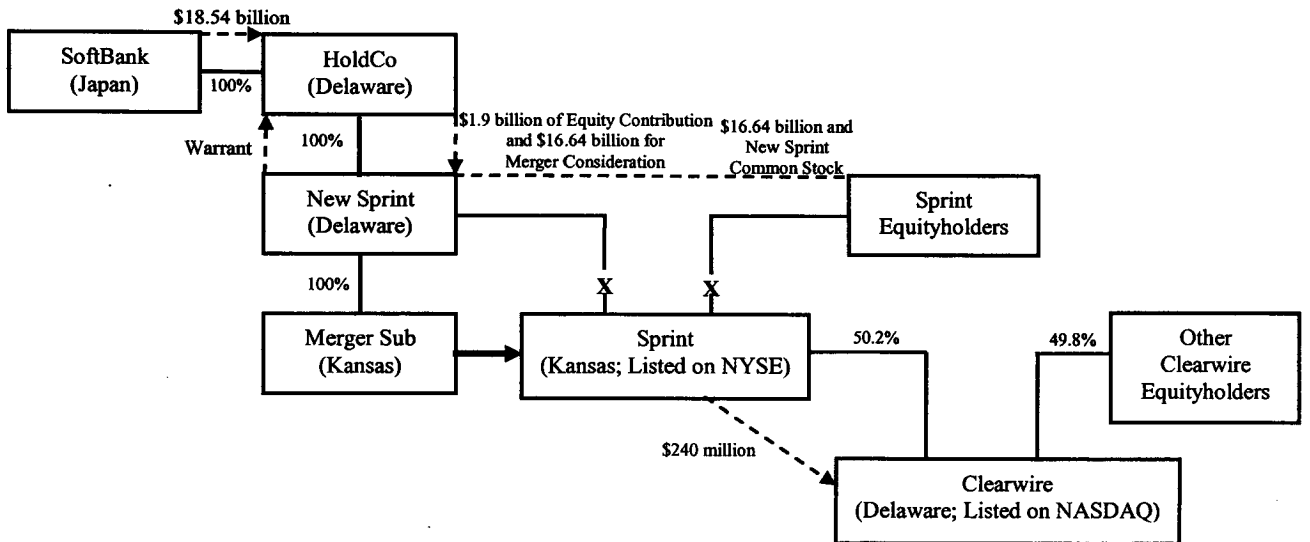 $18.54 billion
SoftBank
(Japan)
100%
HoldCo
(Delaware)
Warrant
100%
$1.9 billion of Equity Contribution
and $16.64 billion for
Merger Consideration
$16.64 billion and
New Sprint
Common Stock
New Sprint
(Delaware)
Sprint
Equityholders
100%
X
X
Merger Sub
(Kansas)
Sprint
(Kansas; Listed on NYSE)
50.2%
49.8%
Other
Clearwire
Equityholders
$240 million
Clearwire
(Delaware; Listed on NASDAQ)